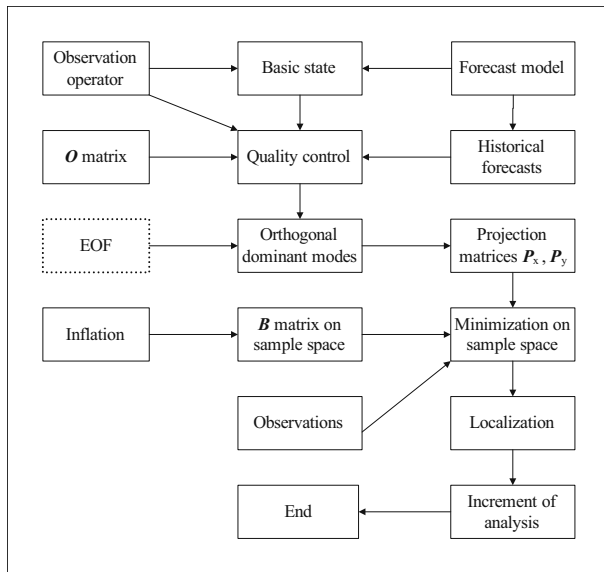 Observation
operator
Basic state
Forecast model
O matrix
Quality control
Historical
forecasts
EOF
Orthogonal
dominant modes
Projection
matrices Px , Py
Inflation
B matrix on
sample space
Minimization on
sample space
Observations
Localization
End
Increment of
analysis